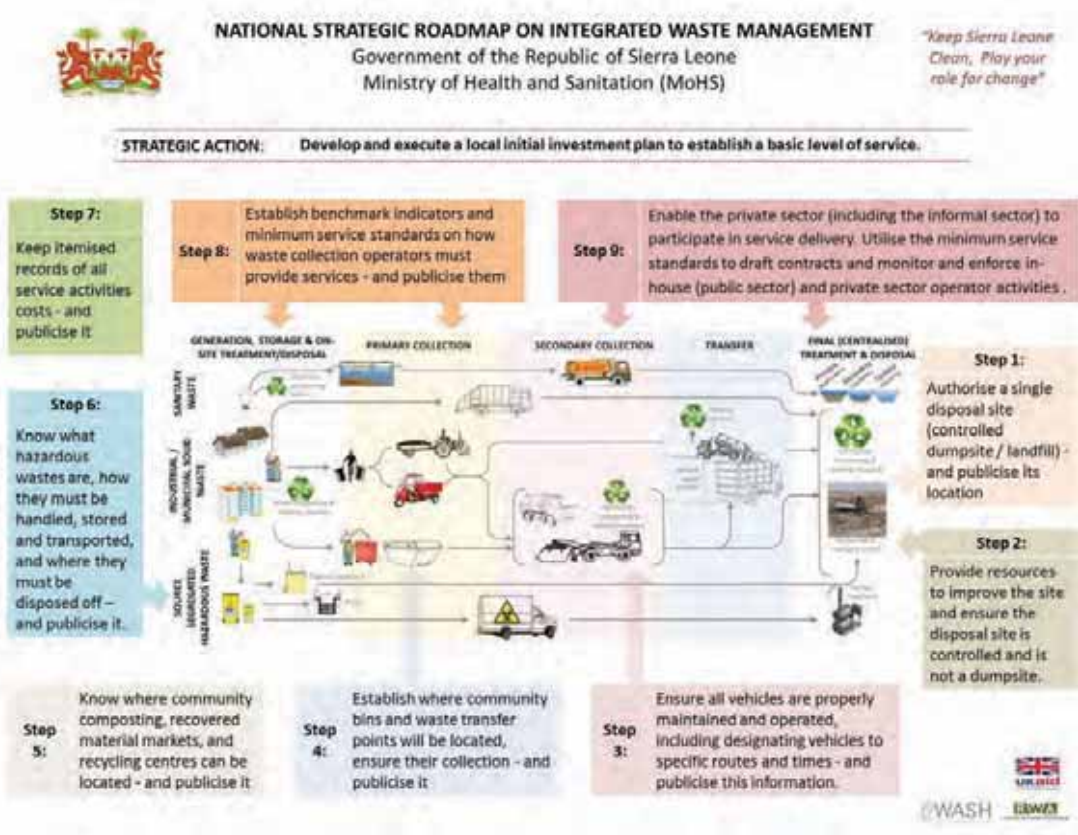 NATIONAL STRATEGIC ROADMAP ON INTEGRATED WASTE MANAGEMENT
Government of the Republic of Sierra Leone
Ministry of Health and Sanitation (MoHS)
"Keep Sierra Leone
Clean, Play your
role for change"
STRATEGIC ACTION: Develop and execute a local initial investment plan to establish a basic level of service.
Step 7:
Keep itemised
records of all
service activities
costs - and
publicise it
Step 8:
Establish benchmark indicators and
minimum service standards on how
waste collection operators must
provide services - and publicise them
Step 9:
Enable the private sector (including the informal sector) to
participate in service delivery. Utilise the minimum service
standards to draft contracts and monitor and enforce in-
house (public sector) and private sector operator activities .
GENERATION, STORAGE & ON-
SITE TREATMENT/DISPOSAL
PRIMARY COLLECTION
SECONDARY COLLECTION
TRANSFER
FINAL (CENTRALISED)
TREATMENT & DISPOSAL
SANITARY
WASTE
INDUSTRIAL /
MUNICIPAL SOLID
WASTE
SOURCE
SEGREGATED
HAZARDOUS WASTE
Step 6:
Know what
hazardous
wastes are, how
they must be
handled, stored
and transported,
and where they
must be
disposed off –
and publicise it.
Step 1:
Authorise a single
disposal site
(controlled
dumpsite / landfill) -
and publicise its
location
Step 2:
Provide resources
to improve the site
and ensure the
disposal site is
controlled and is
not a dumpsite.
Step
5:
Know where community
composting, recovered
material markets, and
recycling centres can be
located - and publicise it
Step
4:
Establish where community
bins and waste transfer
points will be located,
ensure their collection - and
publicise it
Step
3:
Ensure all vehicles are properly
maintained and operated,
including designating vehicles to
specific routes and times - and
publicise this information.
ukaid
WASH